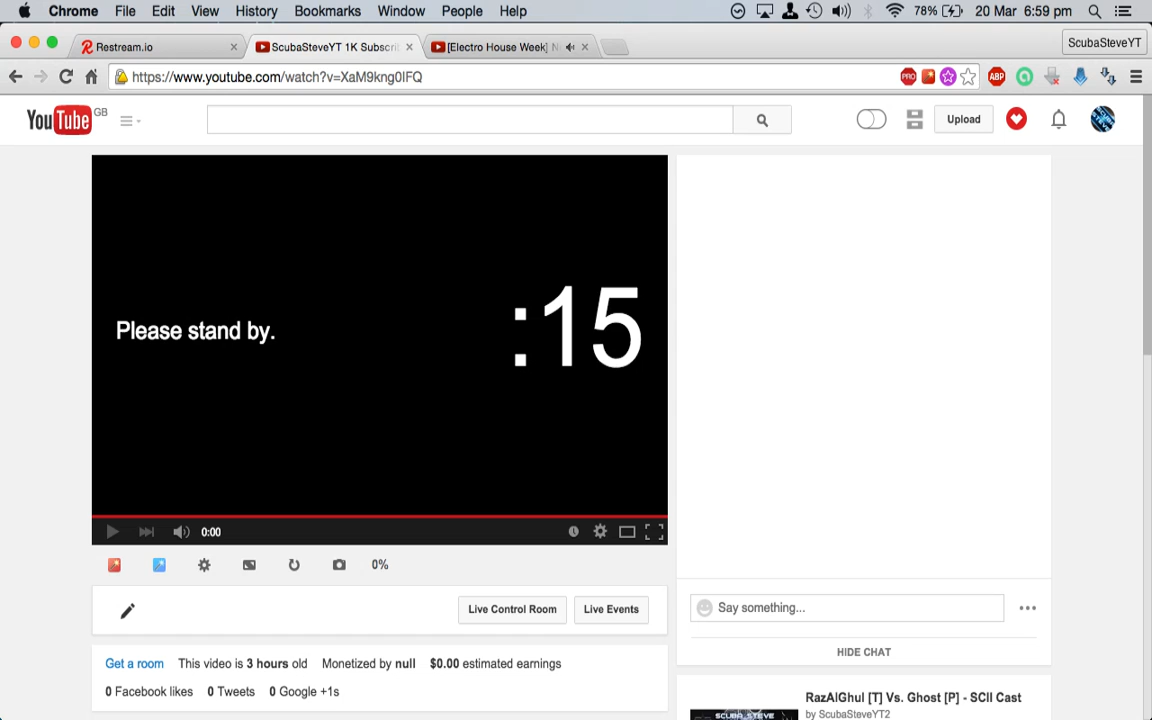 Chrome File Edit View History Bookmarks Window People Help 78% 20 Mar 6:59 pm
Restream.io ScubaSteveYT 1K Subscri [Electro House Week] N ScubaSteveYT
https://www.youtube.com/watch?v=XaM9kng0lFQ PRO ABP
YouTube GB Upload
Please stand by. :15
0:00
0%
Live Control Room Live Events
Say something...
HIDE CHAT
Get a room This video is 3 hours old Monetized by null $0.00 estimated earnings
0 Facebook likes 0 Tweets 0 Google +1s
RazAlGhul [T] Vs. Ghost [P] - SCII Cast
by ScubaSteveYT2
SCUBA_STEVE